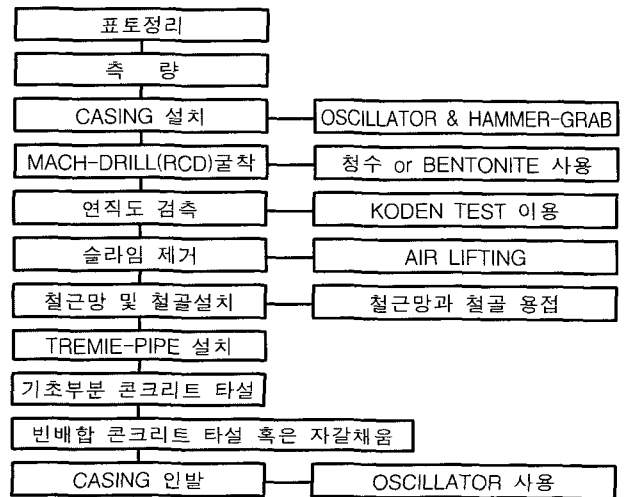 표토정리
측 량
CASING 설치 OSCILLATOR & HAMMER-GRAB
MACH-DRILL(RCD)굴착 청수 or BENTONITE 사용
연직도 검측 KODEN TEST 이용
슬라임 제거 AIR LIFTING
철근망 및 철골설치 철근망과 철골 용접
TREMIE-PIPE 설치
기초부분 콘크리트 타설
빈배합 콘크리트 타설 혹은 자갈채움
CASING 인발 OSCILLATOR 사용